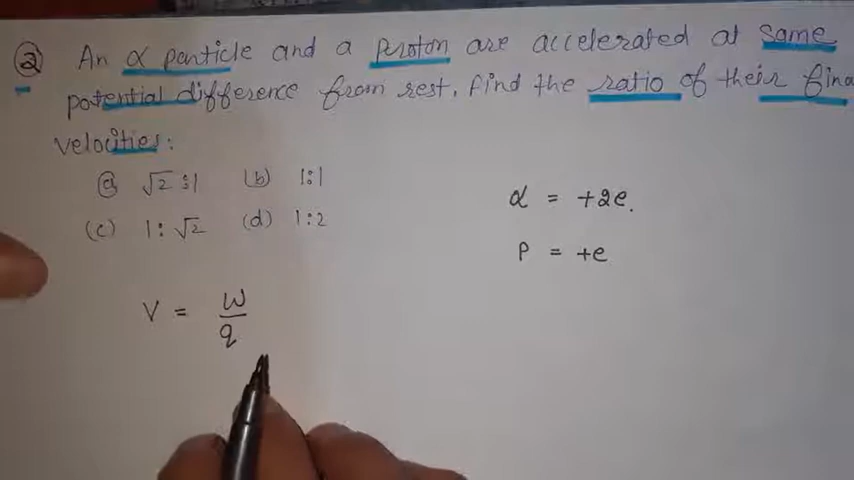 ② An α particle and a proton are accelerated at same
potential difference from rest, find the ratio of their fina
velocities:
(a) √2 : 1 (b) 1:1
(c) 1 : √2 (d) 1:2
α = +2e.
P = +e
V = W/q